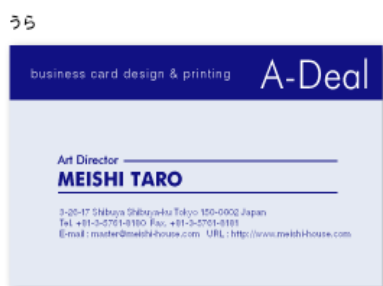 うら
business card design & printing
A-Deal
Art Director
MEISHI TARO
3-26-17 Shibuya Shibuya-ku Tokyo 150-0002 Japan
Tel. +81-3-5761-8180 Fax. +81-3-5761-8181
E-mail : master@meishi-house.com URL : http://www.meishi-house.com